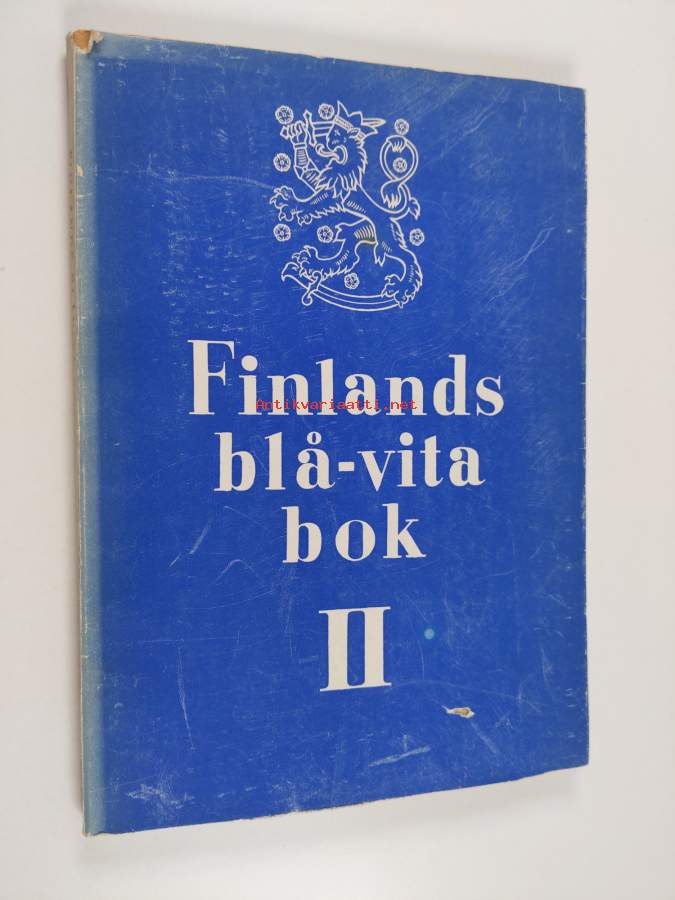 Finlands
Antikvariaatti.net
blå-vita
bok
II